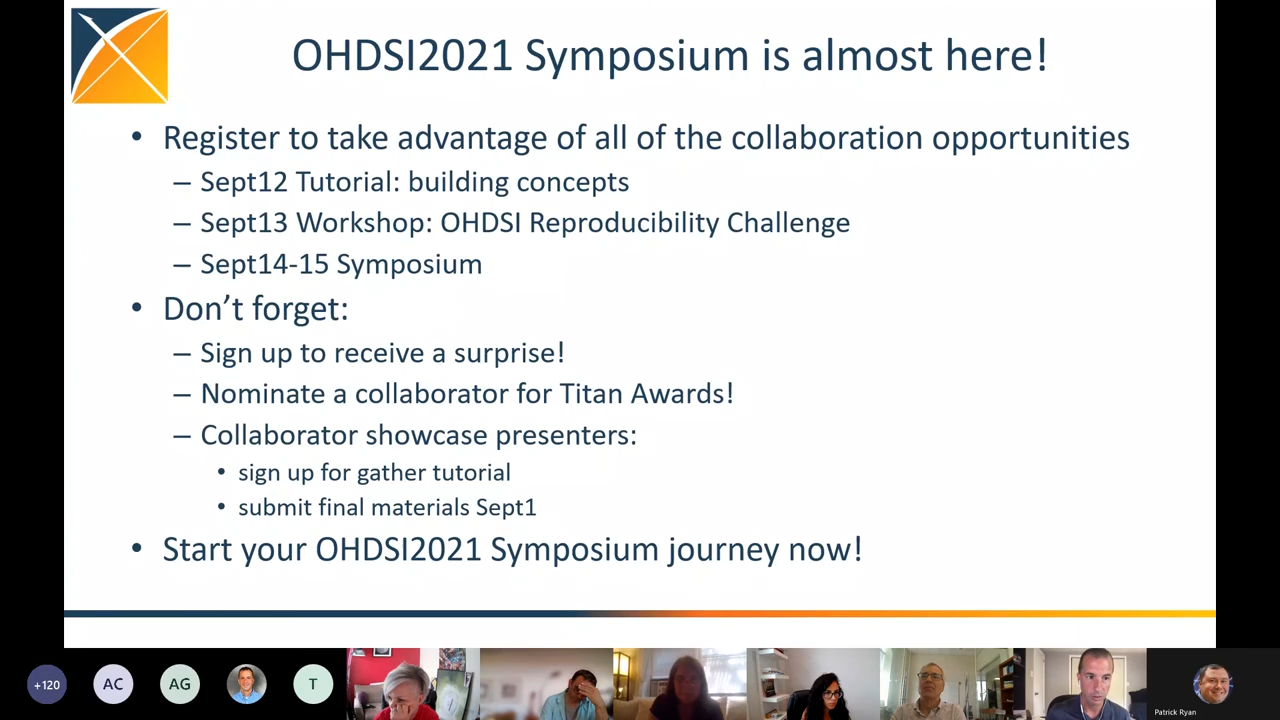 OHDSI2021 Symposium is almost here!
• Register to take advantage of all of the collaboration opportunities
– Sept12 Tutorial: building concepts
– Sept13 Workshop: OHDSI Reproducibility Challenge
– Sept14-15 Symposium
• Don’t forget:
– Sign up to receive a surprise!
– Nominate a collaborator for Titan Awards!
– Collaborator showcase presenters:
• sign up for gather tutorial
• submit final materials Sept1
• Start your OHDSI2021 Symposium journey now!
+120
AC
AG
T
Patrick Ryan